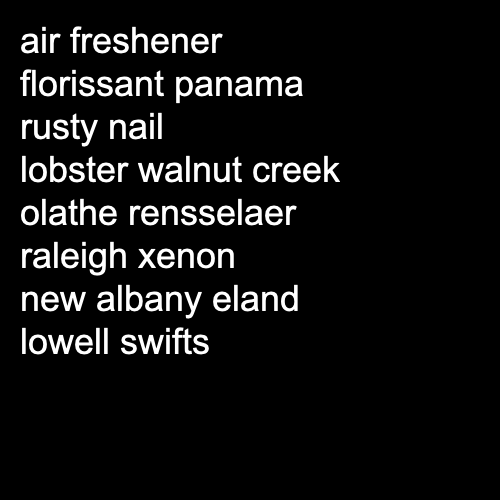 air freshener
florissant panama
rusty nail
lobster walnut creek
olathe rensselaer
raleigh xenon
new albany eland
lowell swifts